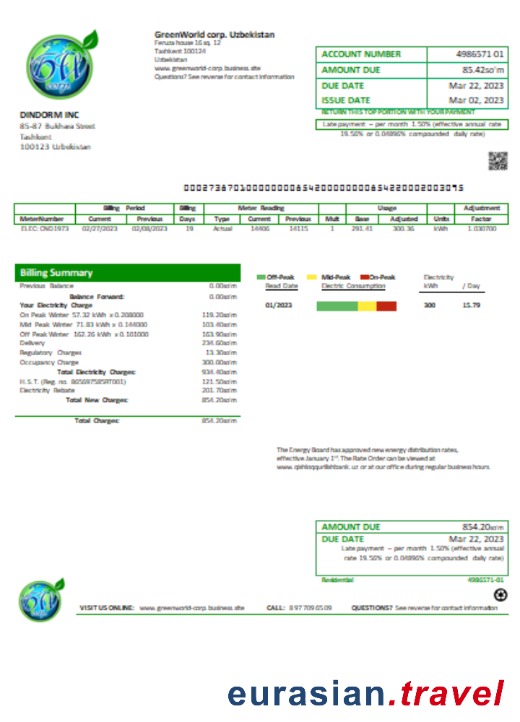 GreenWorld corp. Uzbekistan
Feruza house 16 sq. 12
Tashkent 100124
Uzbekistan
www.greenworld-corp.business.site
Questions? See reverse for contact information
ACCOUNT NUMBER 4986571-01
AMOUNT DUE 85.42so'm
DUE DATE Mar 22, 2023
ISSUE DATE Mar 02, 2023
RETURN THIS TOP PORTION WITH YOUR PAYMENT
Late payment – per month 1.50% (effective annual
rate 19.56% or 0.04896% compounded daily rate)
DINDORM INC
85-87 Bukhara Street
Tashkent
100123 Uzbekistan
Billing Period Billing Meter Reading Usage Adjustment
MeterNumber Current Previous Days Type Current Previous Mult Base Adjusted Units Factor
ELEC: OND1973 02/27/2023 02/08/2023 19 Actual 14406 14115 1 291.41 300.36 kWh 1.030700
Billing Summary
Previous Balance 0.00so'm
Balance Forward: 0.00so'm
Your Electricity Charge
On Peak Winter 57.32 kWh x 0.208000 119.20so'm
Mid Peak Winter 71.83 kWh x 0.144000 103.40so'm
Off Peak Winter 162.26 kWh x 0.101000 163.90so'm
Delivery 234.60so'm
Regulatory Charges 13.30so'm
Occupancy Charge 300.00so'm
Total Electricity Charges: 934.40so'm
H.S.T. (Reg. no. 865697585RT001) 121.50so'm
Electricity Rebate 201.70so'm
Total New Charges: 854.20so'm
Total Charges: 854.20so'm
Off-Peak Mid-Peak On-Peak Electricity
Read Date Electric Consumption kWh / Day
01/2023 300 15.79
The Energy Board has approved new energy distribution rates,
effective January 1st. The Rate Order can be viewed at
www.qishloqqurilishbank.uz or at our office during regular business hours.
AMOUNT DUE 854.20so'm
DUE DATE Mar 22, 2023
Late payment – per month 1.50% (effective annual
rate 19.56% or 0.04896% compounded daily rate)
Residential 4986571-01
VISIT US ONLINE: www.greenworld-corp.business.site CALL: 8 97 709 65 09 QUESTIONS? See reverse for contact information
eurasian.travel